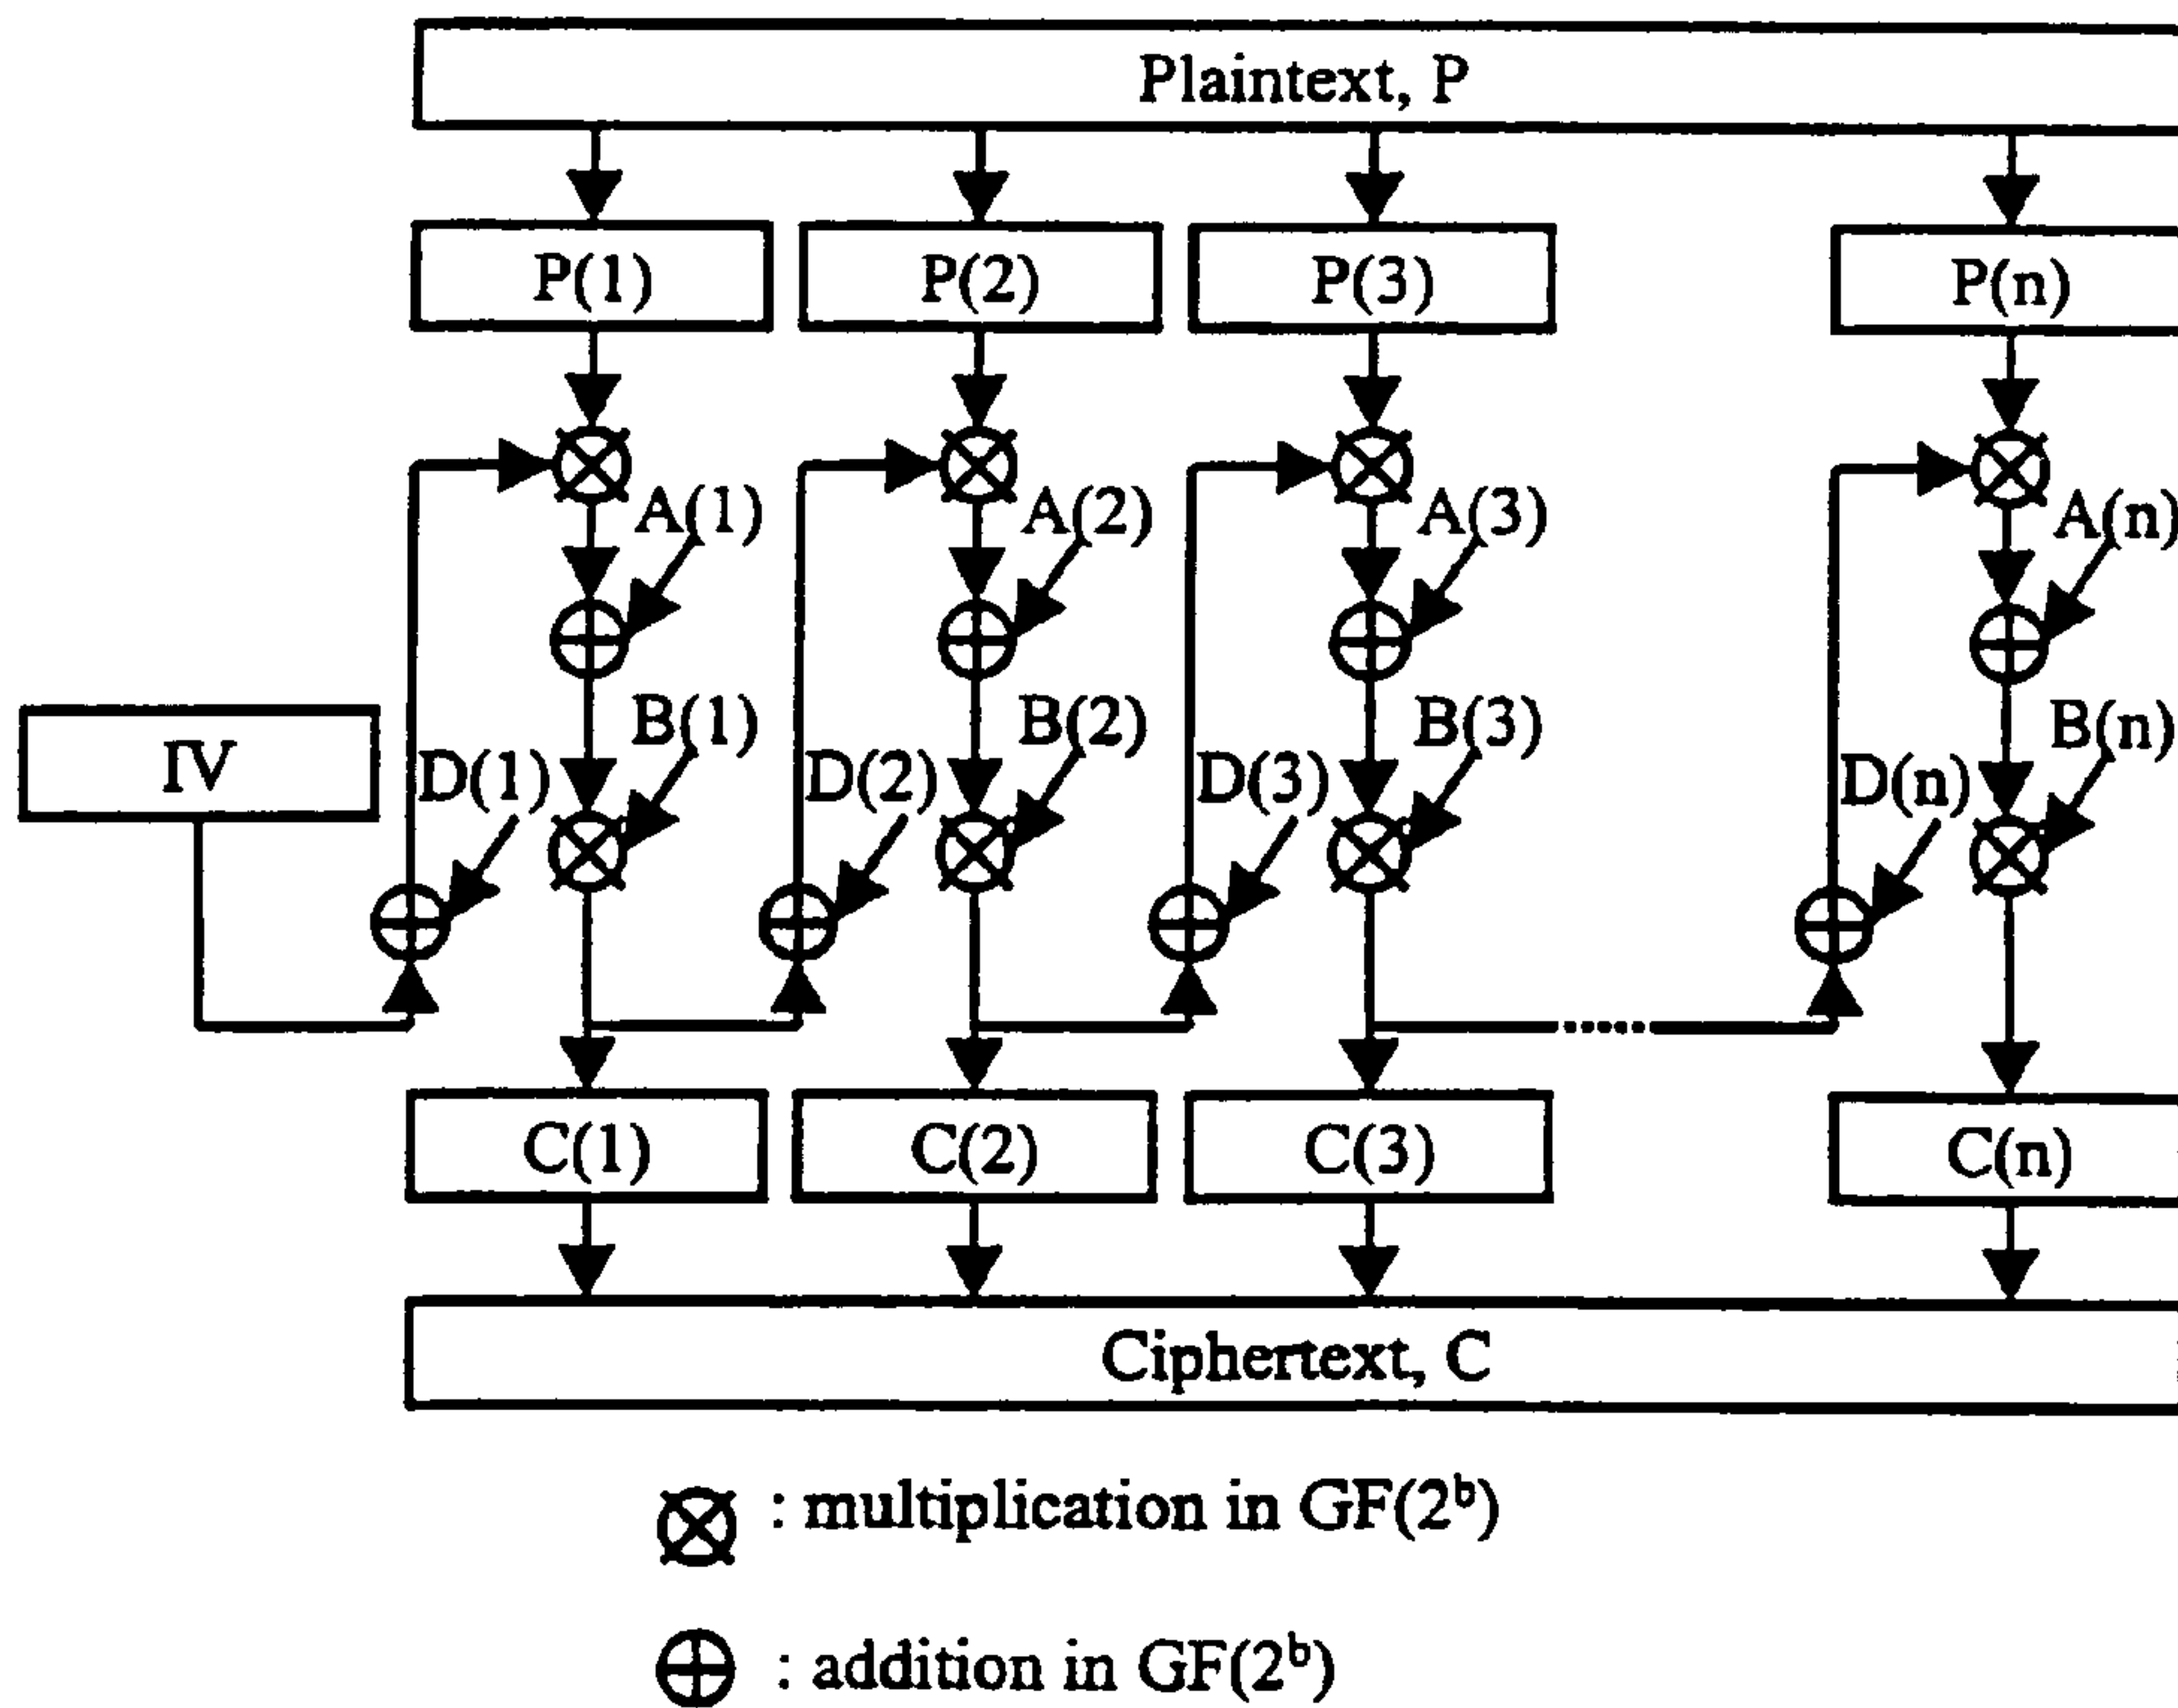 Plaintext, P
P(1) P(2) P(3) P(n)
A(1) A(2) A(3) A(n)
B(1) B(2) B(3) B(n)
IV D(1) D(2) D(3) D(n)
C(1) C(2) C(3) C(n)
Ciphertext, C
⊗ : multiplication in GF(2ᵇ)
⊕ : addition in GF(2ᵇ)